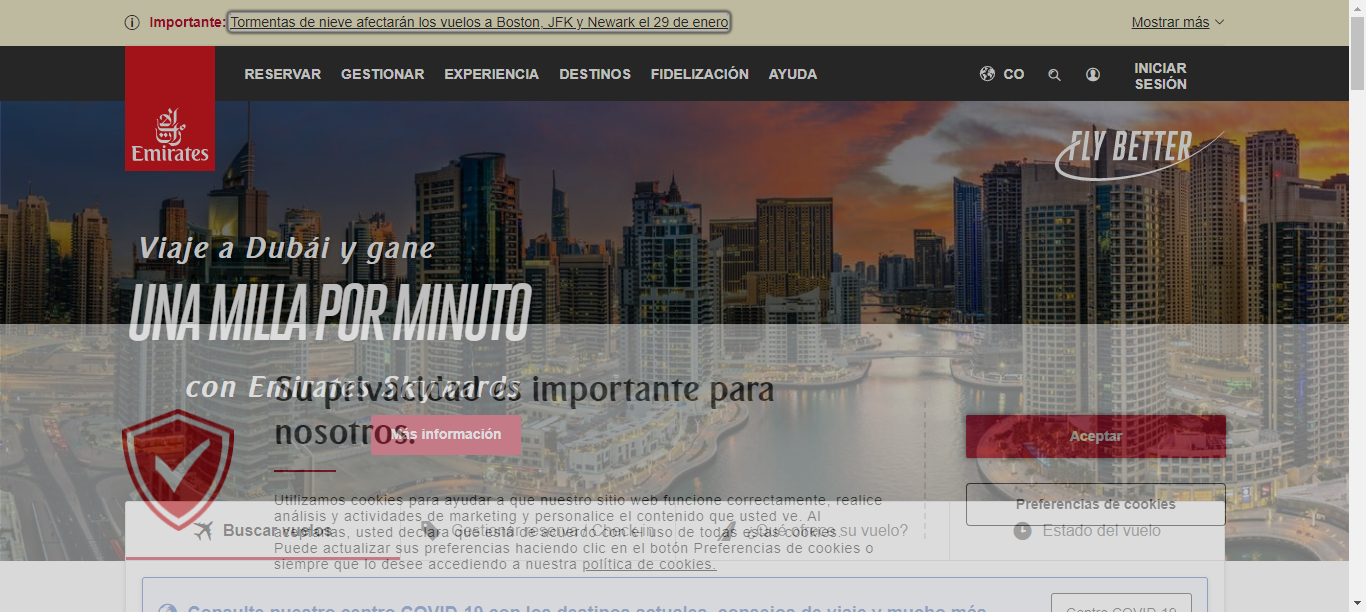 Importante: Tormentas de nieve afectarán los vuelos a Boston, JFK y Newark el 29 de enero
Mostrar más
Emirates
RESERVAR GESTIONAR EXPERIENCIA DESTINOS FIDELIZACIÓN AYUDA
CO
INICIAR
SESIÓN
FLY BETTER
Viaje a Dubái y gane
UNA MILLA POR MINUTO
con Emirates Skywards
Su privacidad es importante para
nosotros.
Más información
Aceptar
Preferencias de cookies
Utilizamos cookies para ayudar a que nuestro sitio web funcione correctamente, realice
análisis y actividades de marketing y personalice el contenido que usted ve. Al
aceptarlas, usted declara que está de acuerdo con el uso de todas estas cookies.
Puede actualizar sus preferencias haciendo clic en el botón Preferencias de cookies o
siempre que lo desee accediendo a nuestra política de cookies.
Buscar vuelos
Gestionar reserva / Check-in
¿Qué ofrece su vuelo?
Estado del vuelo
Consulte nuestro centro COVID-19 con los destinos actuales, consejos de viaje y mucho más
Centro COVID-19